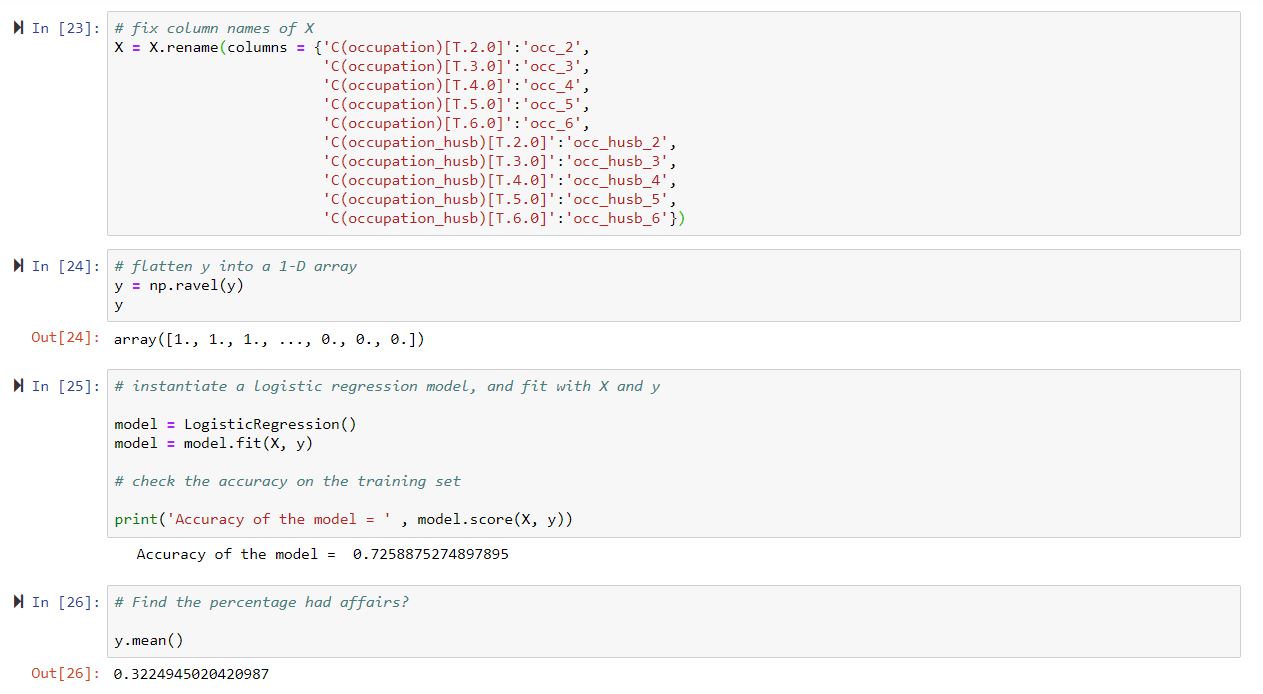 In [23]: # fix column names of X
X = X.rename(columns = {'C(occupation)[T.2.0]':'occ_2',
'C(occupation)[T.3.0]':'occ_3',
'C(occupation)[T.4.0]':'occ_4',
'C(occupation)[T.5.0]':'occ_5',
'C(occupation)[T.6.0]':'occ_6',
'C(occupation_husb)[T.2.0]':'occ_husb_2',
'C(occupation_husb)[T.3.0]':'occ_husb_3',
'C(occupation_husb)[T.4.0]':'occ_husb_4',
'C(occupation_husb)[T.5.0]':'occ_husb_5',
'C(occupation_husb)[T.6.0]':'occ_husb_6'})
In [24]: # flatten y into a 1-D array
y = np.ravel(y)
y
Out[24]: array([1., 1., 1., ..., 0., 0., 0.])
In [25]: # instantiate a logistic regression model, and fit with X and y
model = LogisticRegression()
model = model.fit(X, y)
# check the accuracy on the training set
print('Accuracy of the model = ' , model.score(X, y))
Accuracy of the model =  0.7258875274897895
In [26]: # Find the percentage had affairs?
y.mean()
Out[26]: 0.3224945020420987